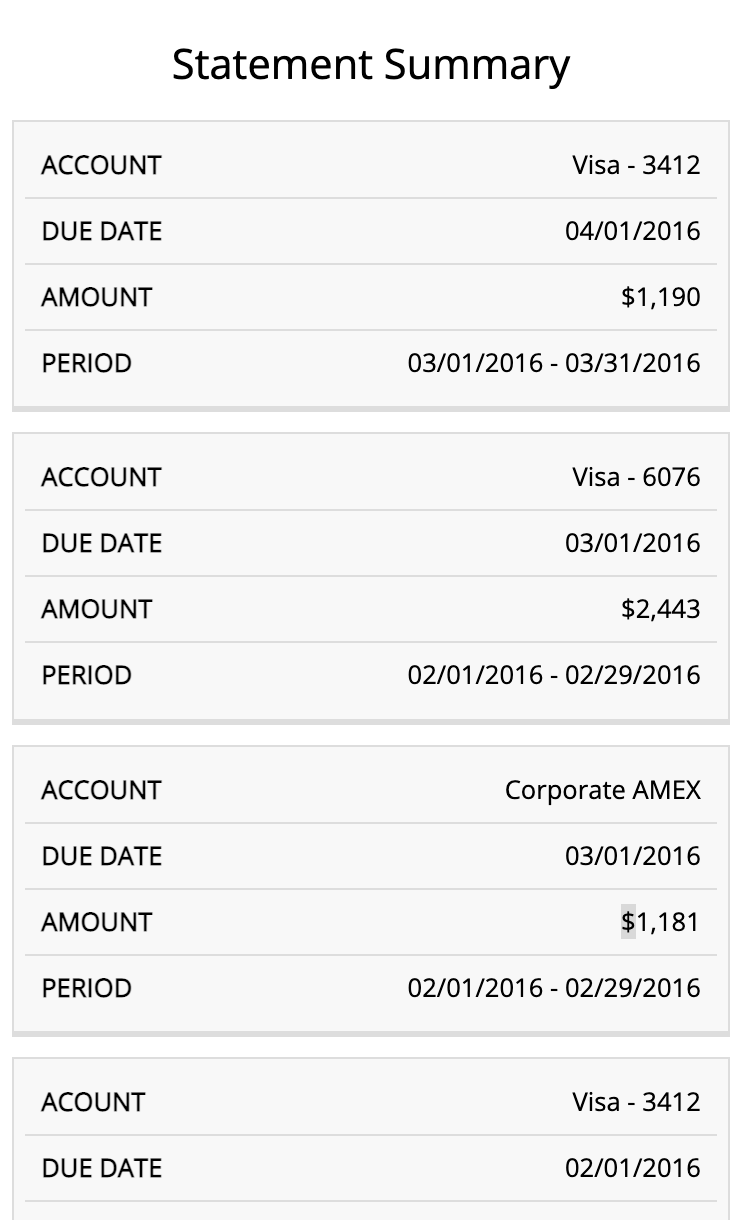 Statement Summary
ACCOUNT Visa - 3412
DUE DATE 04/01/2016
AMOUNT $1,190
PERIOD 03/01/2016 - 03/31/2016
ACCOUNT Visa - 6076
DUE DATE 03/01/2016
AMOUNT $2,443
PERIOD 02/01/2016 - 02/29/2016
ACCOUNT Corporate AMEX
DUE DATE 03/01/2016
AMOUNT $1,181
PERIOD 02/01/2016 - 02/29/2016
ACOUNT Visa - 3412
DUE DATE 02/01/2016